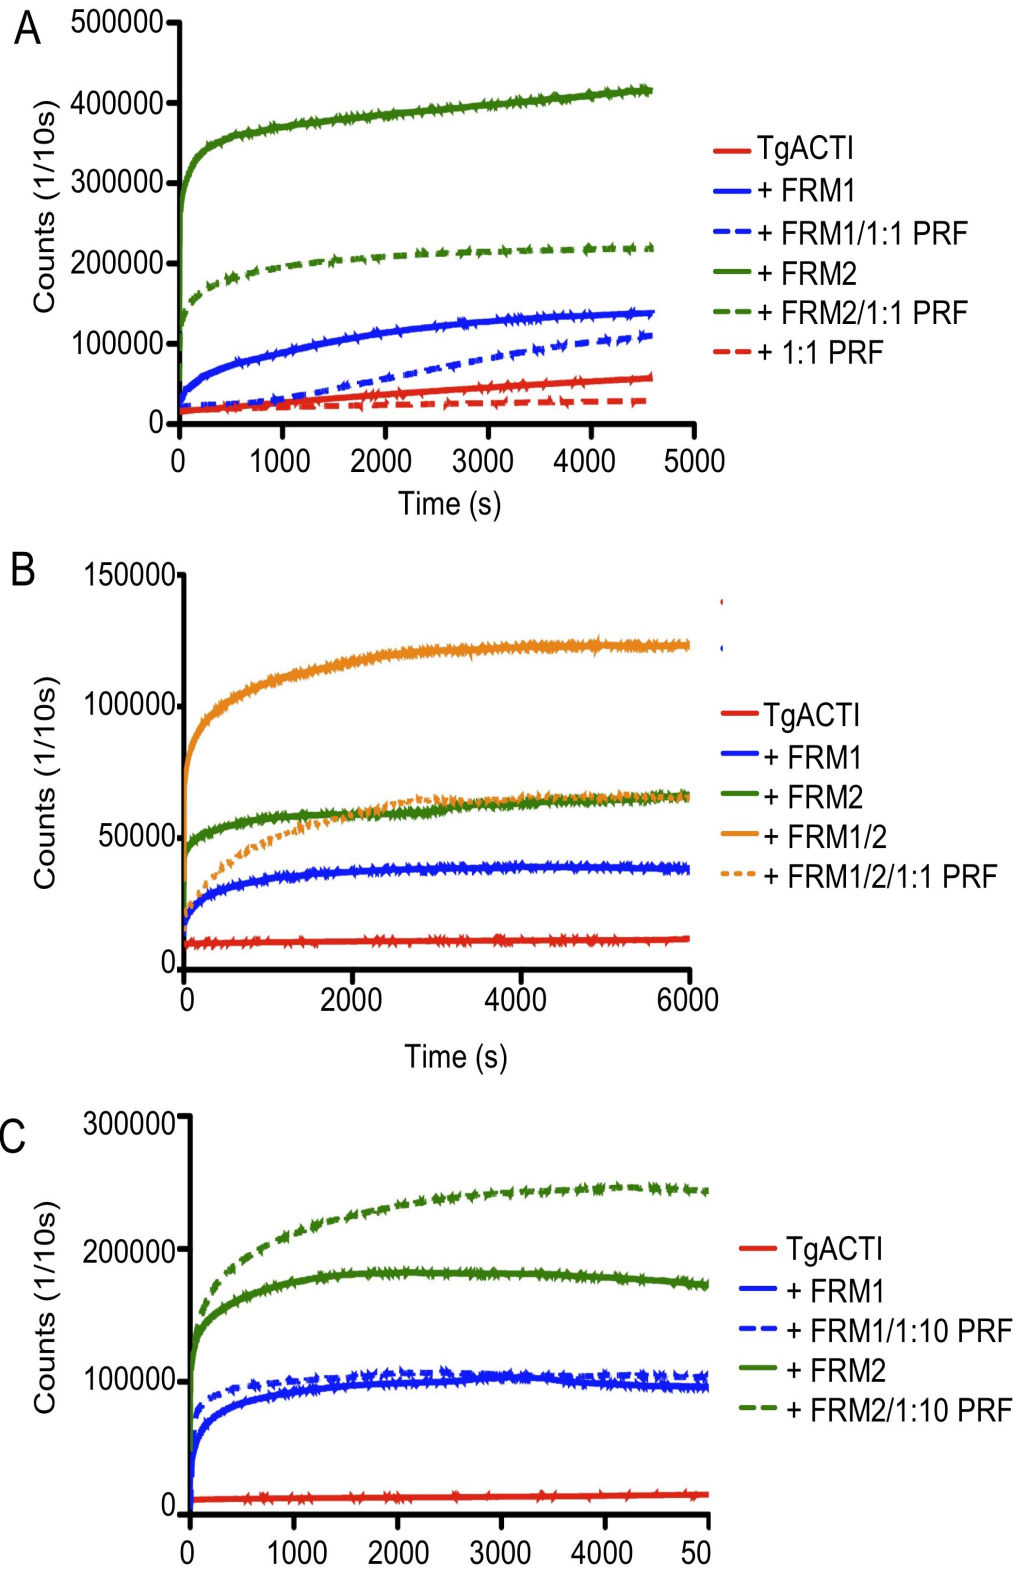 A
500000
400000
300000
200000
100000
0
Counts (1/10s)
0 1000 2000 3000 4000 5000
Time (s)
TgACTI
+ FRM1
+ FRM1/1:1 PRF
+ FRM2
+ FRM2/1:1 PRF
+ 1:1 PRF
B
150000
100000
50000
0
Counts (1/10s)
0 2000 4000 6000
Time (s)
TgACTI
+ FRM1
+ FRM2
+ FRM1/2
+ FRM1/2/1:1 PRF
C
300000
200000
100000
0
Counts (1/10s)
0 1000 2000 3000 4000 50
TgACTI
+ FRM1
+ FRM1/1:10 PRF
+ FRM2
+ FRM2/1:10 PRF